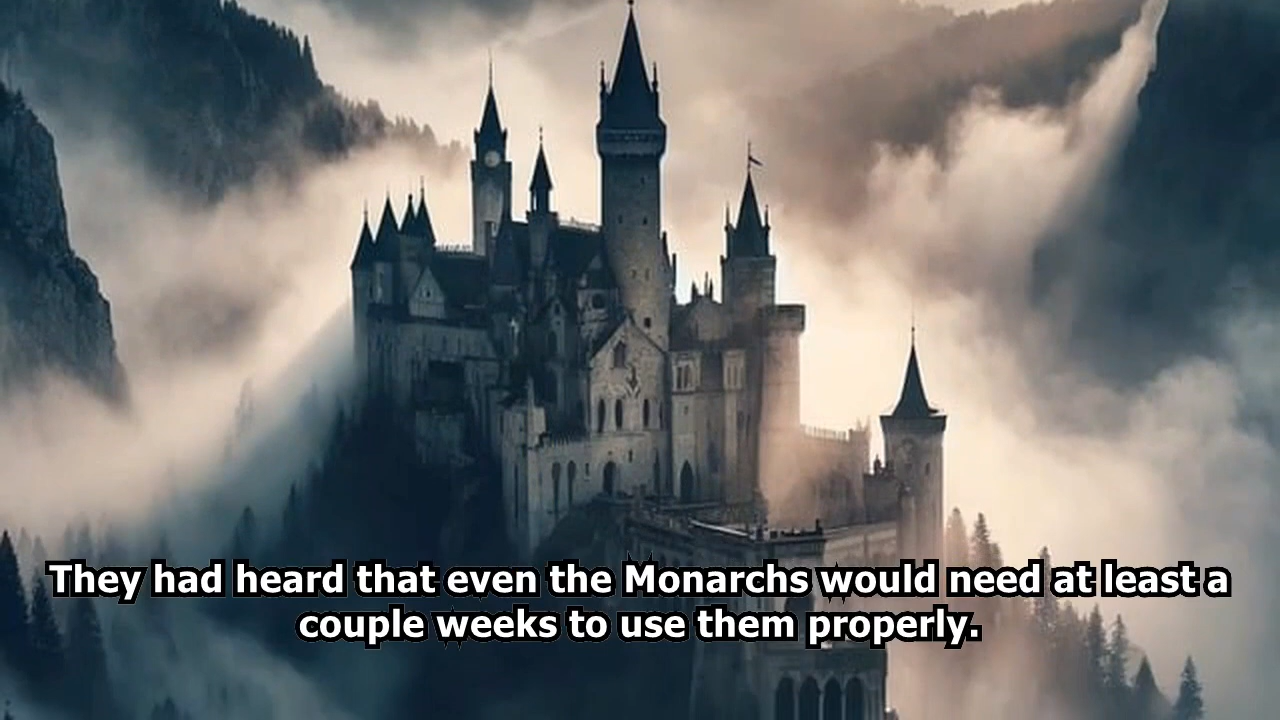 They had heard that even the Monarchs would need at least a
couple weeks to use them properly.